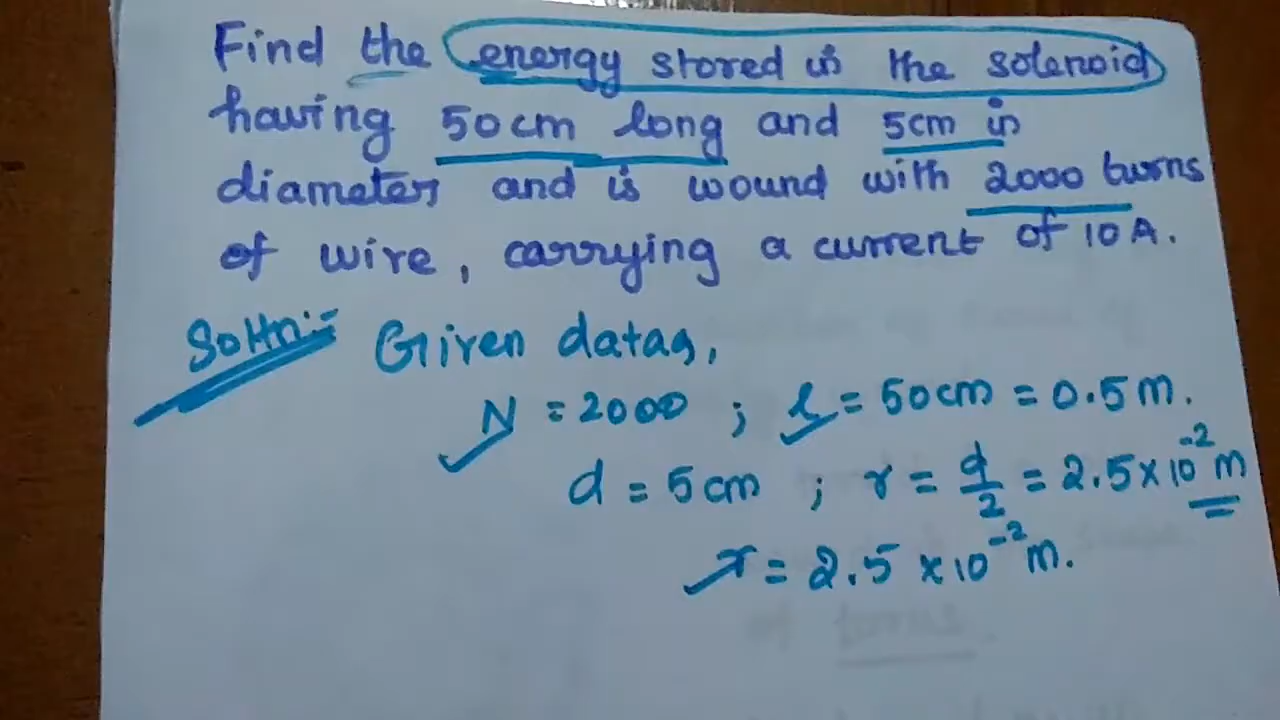 Find the energy stored in the solenoid
having 50cm long and 5cm in
diameter and is wound with 2000 turns
of wire, carrying a current of 10A.
Soltn:- Given datas,
N = 2000 ; l = 50cm = 0.5m.
d = 5cm ; r = d/2 = 2.5×10⁻²m
r = 2.5×10⁻²m.